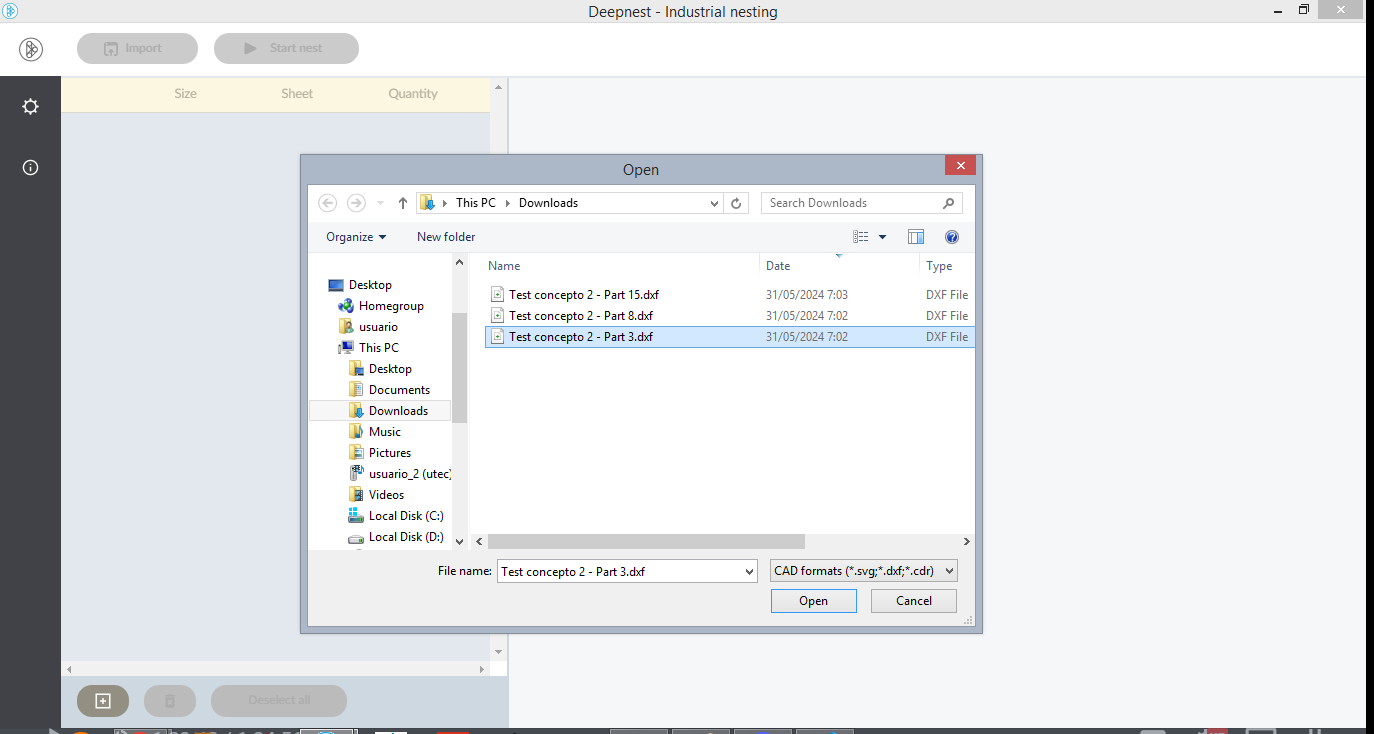 Deepnest - Industrial nesting
Import
Start nest
Size Sheet Quantity
Open
This PC Downloads
Search Downloads
Organize New folder
Name Date Type
Desktop
Homegroup
usuario
This PC
Desktop
Documents
Downloads
Music
Pictures
usuario_2 (utec)
Videos
Local Disk (C:)
Local Disk (D:)
Test concepto 2 - Part 15.dxf 31/05/2024 7:03 DXF File
Test concepto 2 - Part 8.dxf 31/05/2024 7:02 DXF File
Test concepto 2 - Part 3.dxf 31/05/2024 7:02 DXF File
File name: Test concepto 2 - Part 3.dxf CAD formats (*.svg;*.dxf;*.cdr)
Open Cancel
Deselect all